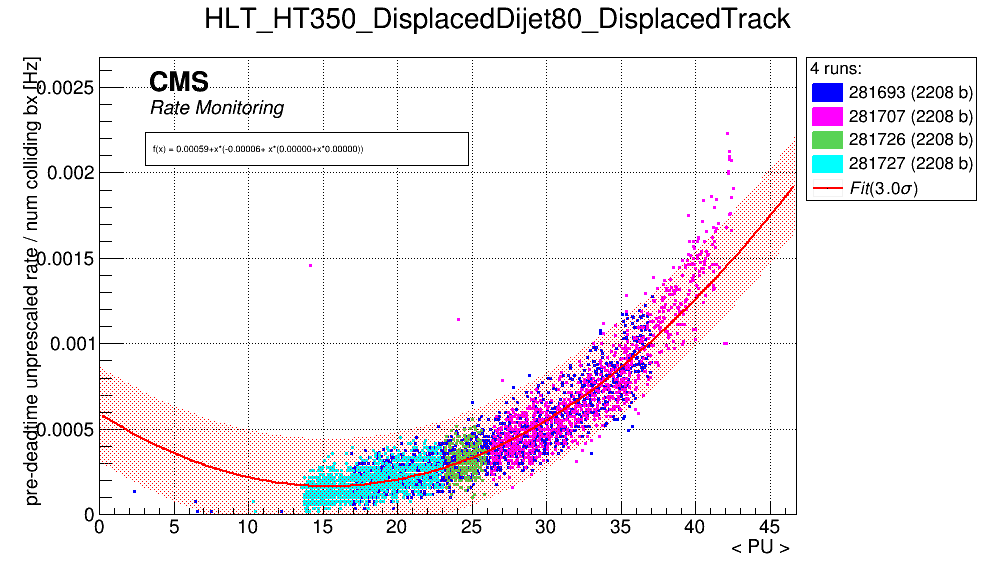 HLT_HT350_DisplacedDijet80_DisplacedTrack
pre-deadtime unprescaled rate / num colliding bx [Hz]
CMS
Rate Monitoring
f(x) = 0.00059+x*(-0.00006+ x*(0.00000+x*0.00000))
0.0025
0.002
0.0015
0.001
0.0005
0
0 5 10 15 20 25 30 35 40 45
< PU >
4 runs:
281693 (2208 b)
281707 (2208 b)
281726 (2208 b)
281727 (2208 b)
Fit(3.0σ)